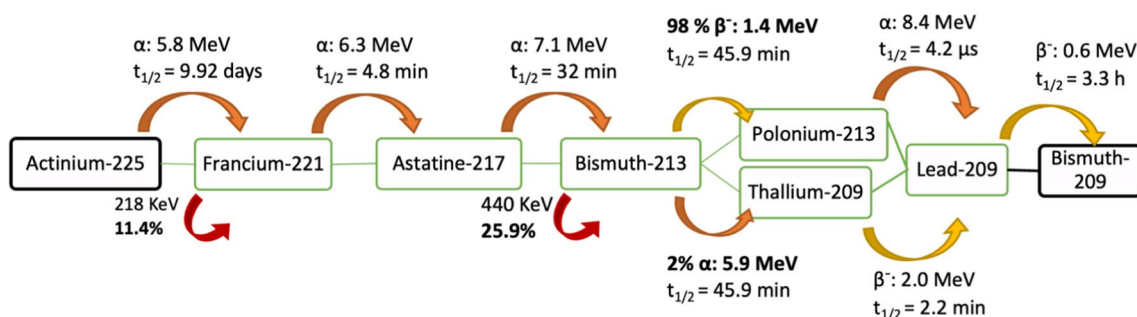 α: 5.8 MeV
t1/2 = 9.92 days
α: 6.3 MeV
t1/2 = 4.8 min
α: 7.1 MeV
t1/2 = 32 min
98 % β-: 1.4 MeV
t1/2 = 45.9 min
α: 8.4 MeV
t1/2 = 4.2 µs
β-: 0.6 MeV
t1/2 = 3.3 h
Actinium-225
Francium-221
Astatine-217
Bismuth-213
Polonium-213
Thallium-209
Lead-209
Bismuth-
209
218 KeV
11.4%
440 KeV
25.9%
2% α: 5.9 MeV
t1/2 = 45.9 min
β-: 2.0 MeV
t1/2 = 2.2 min